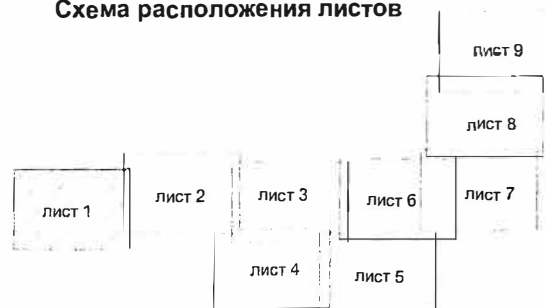 Схема расположения листов
лист 9
лист 8
лист 1
лист 2
лист 3
лист 6
лист 7
лист 4
лист 5